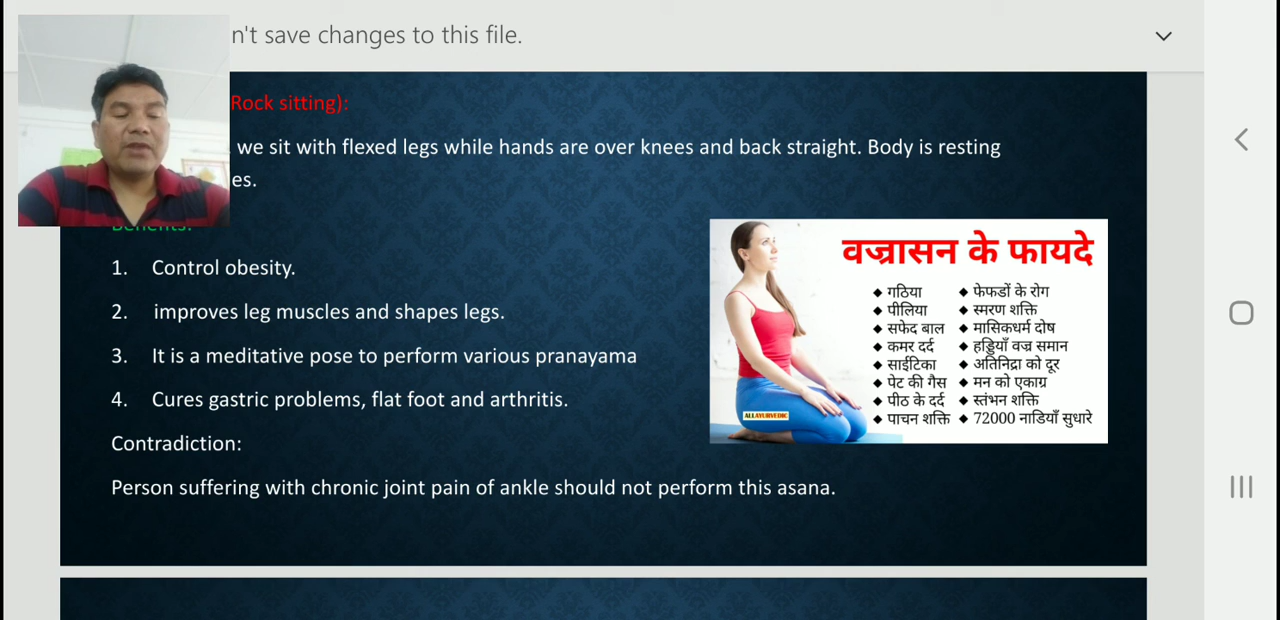 n't save changes to this file.
Rock sitting):
we sit with flexed legs while hands are over knees and back straight. Body is resting
es.
Benefits:
1. Control obesity.
2. improves leg muscles and shapes legs.
3. It is a meditative pose to perform various pranayama
4. Cures gastric problems, flat foot and arthritis.
Contradiction:
Person suffering with chronic joint pain of ankle should not perform this asana.
वज्रासन के फायदे
◆ गठिया
◆ पीलिया
◆ सफेद बाल
◆ कमर दर्द
◆ साईटिका
◆ पेट की गैस
◆ पीठ के दर्द
◆ पाचन शक्ति
◆ फेफडों के रोग
◆ स्मरण शक्ति
◆ मासिकधर्म दोष
◆ हड्डियाँ वज्र समान
◆ अतिनिद्रा को दूर
◆ मन को एकाग्र
◆ स्तंभन शक्ति
◆ 72000 नाडियाँ सुधारे
ALLAYURVEDIC